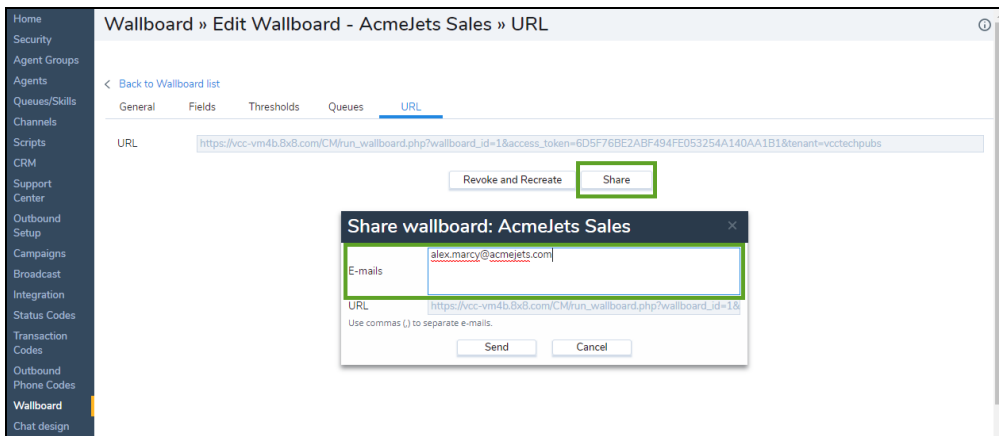 Home
Security
Agent Groups
Agents
Queues/Skills
Channels
Scripts
CRM
Support
Center
Outbound
Setup
Campaigns
Broadcast
Integration
Status Codes
Transaction
Codes
Outbound
Phone Codes
Wallboard
Chat design
Wallboard » Edit Wallboard - AcmeJets Sales » URL
< Back to Wallboard list
General Fields Thresholds Queues URL
URL https://vcc-vm4b.8x8.com/CM/run_wallboard.php?wallboard_id=1&access_token=6D5F76BE2ABF494FE053254A140AA1B1&tenant=vcctechpubs
Revoke and Recreate Share
Share wallboard: AcmeJets Sales ×
E-mails alex.marcy@acmejets.com
URL https://vcc-vm4b.8x8.com/CM/run_wallboard.php?wallboard_id=1&
Use commas (,) to separate e-mails.
Send Cancel